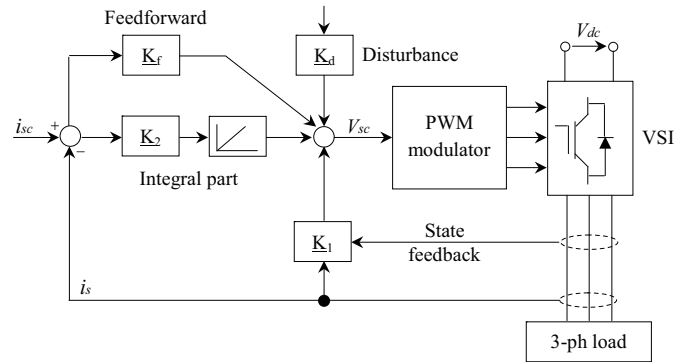 Feedforward
K_f
K_d
Disturbance
V_dc
i_sc
+
−
K_2
V_sc
PWM
modulator
VSI
Integral part
K_1
State
feedback
i_s
3-ph load